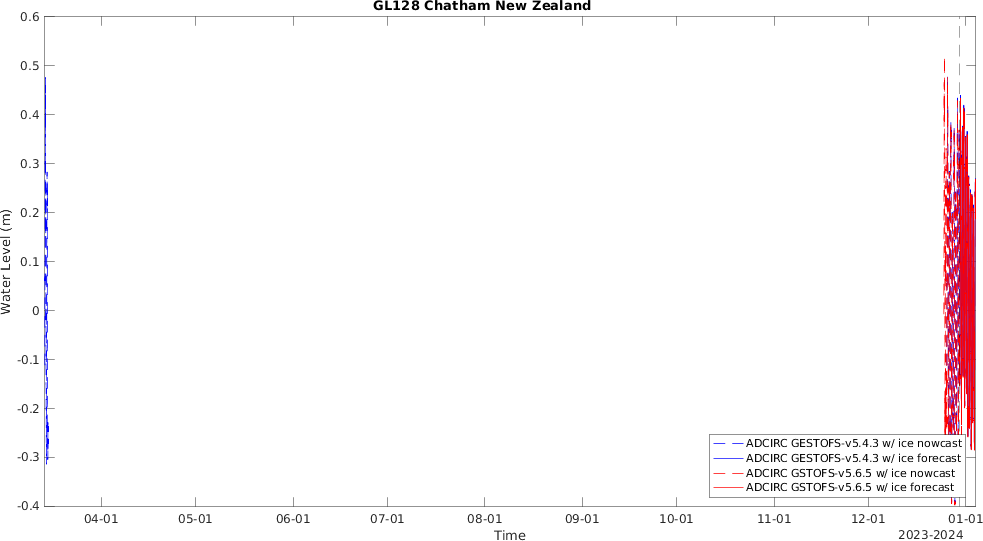 GL128 Chatham New Zealand
Water Level (m)
0.6
0.5
0.4
0.3
0.2
0.1
0
-0.1
-0.2
-0.3
-0.4
ADCIRC GESTOFS-v5.4.3 w/ ice nowcast
ADCIRC GESTOFS-v5.4.3 w/ ice forecast
ADCIRC GSTOFS-v5.6.5 w/ ice nowcast
ADCIRC GSTOFS-v5.6.5 w/ ice forecast
04-01 05-01 06-01 07-01 08-01 09-01 10-01 11-01 12-01 01-01
Time
2023-2024